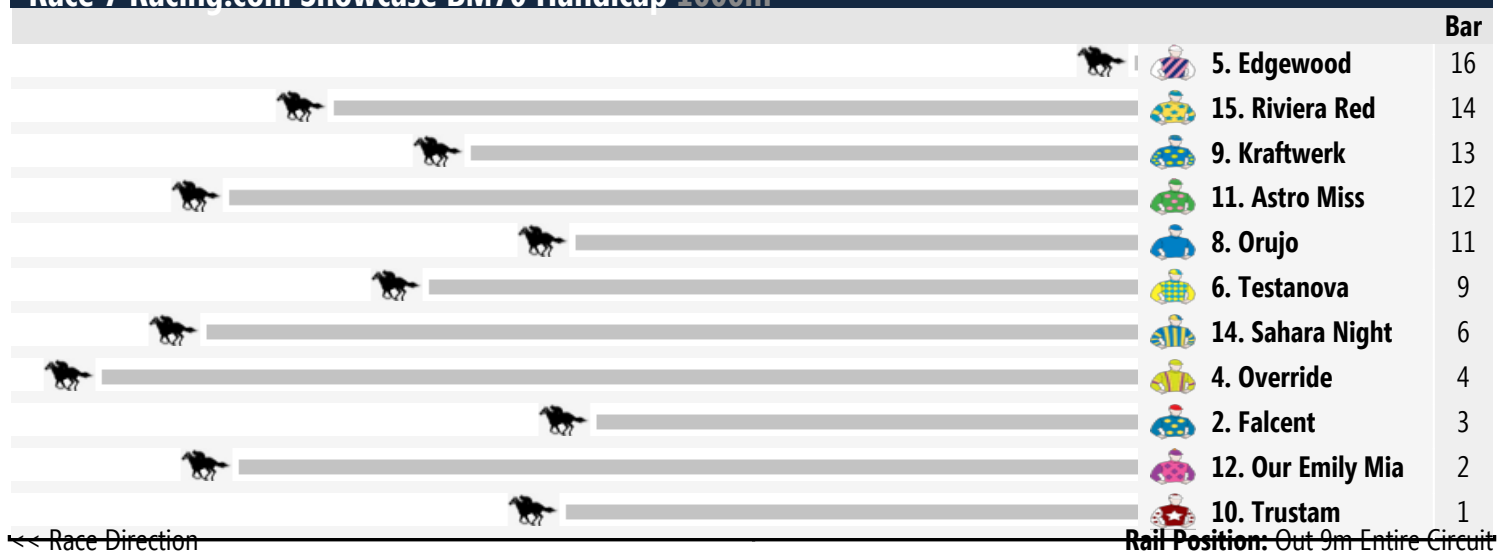 Race 7 Racing.com Showcase BM70 Handicap 1000m
Bar
5. Edgewood 16
15. Riviera Red 14
9. Kraftwerk 13
11. Astro Miss 12
8. Orujo 11
6. Testanova 9
14. Sahara Night 6
4. Override 4
2. Falcent 3
12. Our Emily Mia 2
10. Trustam 1
<< Race Direction Rail Position: Out 9m Entire Circuit